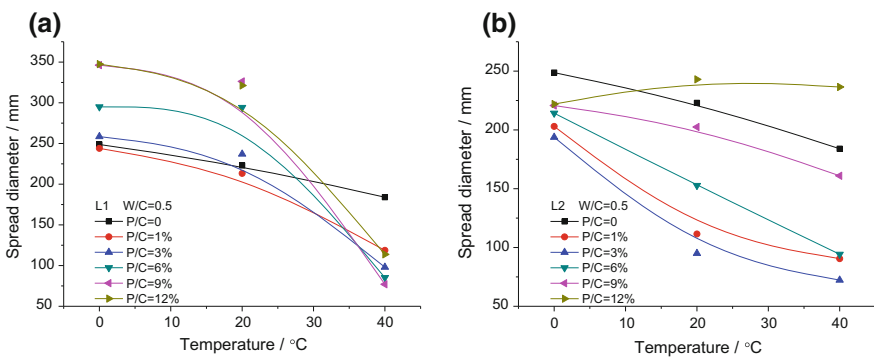 (a)
350
300
250
200
150
100
50
Spread diameter / mm
L1 W/C=0.5
P/C=0
P/C=1%
P/C=3%
P/C=6%
P/C=9%
P/C=12%
0 10 20 30 40
Temperature / °C
(b)
250
200
150
100
50
Spread diameter / mm
L2 W/C=0.5
P/C=0
P/C=1%
P/C=3%
P/C=6%
P/C=9%
P/C=12%
0 10 20 30 40
Temperature / °C